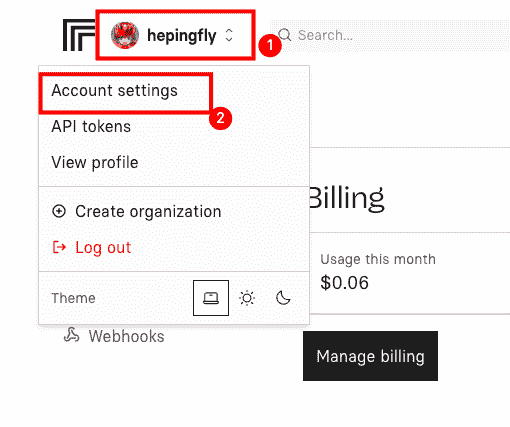 hepingfly
1
Search...
Account settings
2
API tokens
View profile
Billing
Create organization
Log out
Usage this month
$0.06
Theme
Webhooks
Manage billing